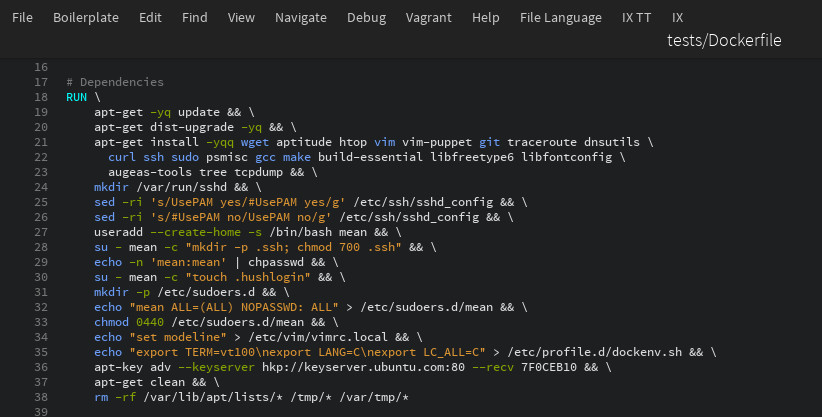 File Boilerplate Edit Find View Navigate Debug Vagrant Help File Language IX TT IX
tests/Dockerfile
16
17 # Dependencies
18 RUN \
19 apt-get -yq update && \
20 apt-get dist-upgrade -yq && \
21 apt-get install -yqq wget aptitude htop vim vim-puppet git traceroute dnsutils \
22 curl ssh sudo psmisc gcc make build-essential libfreetype6 libfontconfig \
23 augeas-tools tree tcpdump && \
24 mkdir /var/run/sshd && \
25 sed -ri 's/UsePAM yes/#UsePAM yes/g' /etc/ssh/sshd_config && \
26 sed -ri 's/#UsePAM no/UsePAM no/g' /etc/ssh/sshd_config && \
27 useradd --create-home -s /bin/bash mean && \
28 su - mean -c "mkdir -p .ssh; chmod 700 .ssh" && \
29 echo -n 'mean:mean' | chpasswd && \
30 su - mean -c "touch .hushlogin" && \
31 mkdir -p /etc/sudoers.d && \
32 echo "mean ALL=(ALL) NOPASSWD: ALL" > /etc/sudoers.d/mean && \
33 chmod 0440 /etc/sudoers.d/mean && \
34 echo "set modeline" > /etc/vim/vimrc.local && \
35 echo "export TERM=vt100\nexport LANG=C\nexport LC_ALL=C" > /etc/profile.d/dockenv.sh && \
36 apt-key adv --keyserver hkp://keyserver.ubuntu.com:80 --recv 7F0CEB10 && \
37 apt-get clean && \
38 rm -rf /var/lib/apt/lists/* /tmp/* /var/tmp/*
39